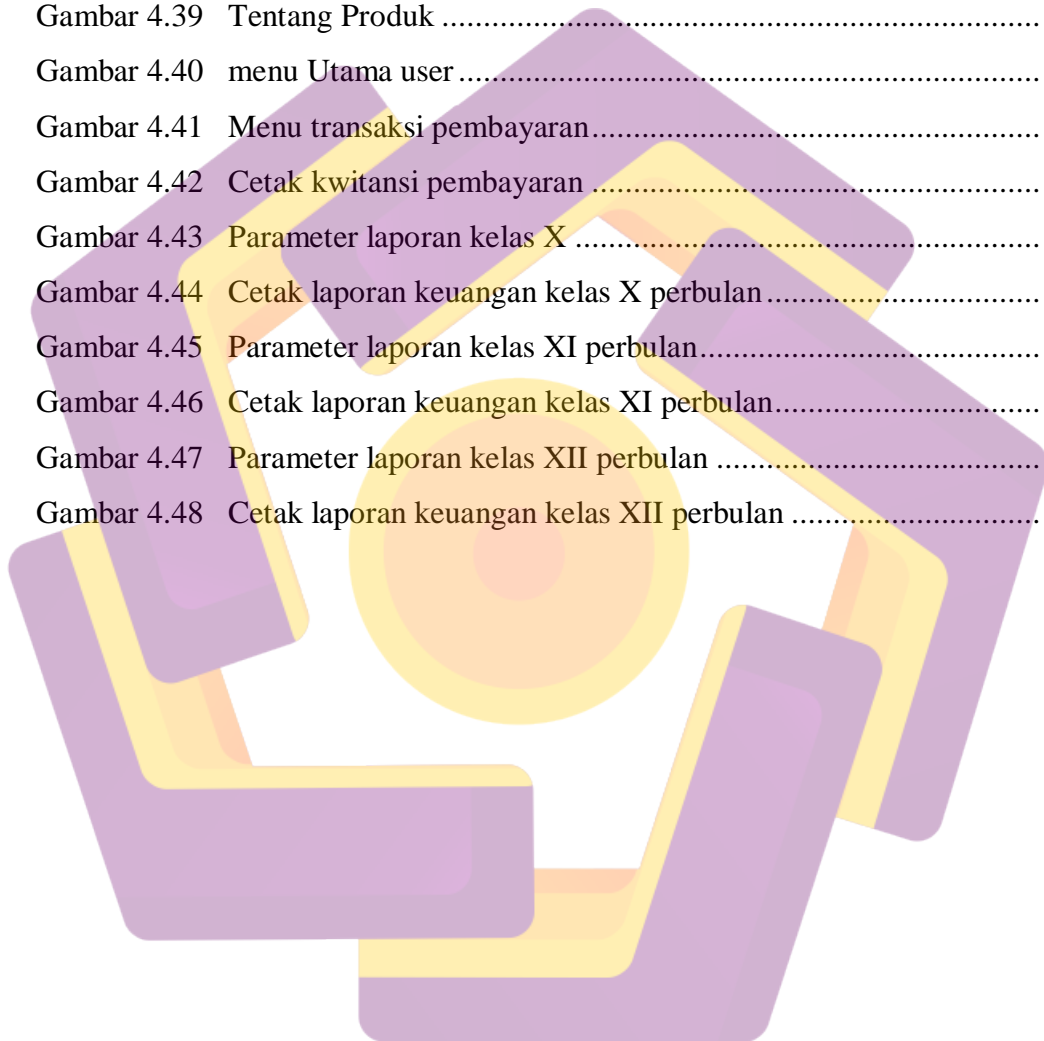 Gambar 4.39 Tentang Produk ........................................................................
Gambar 4.40 menu Utama user ......................................................................
Gambar 4.41 Menu transaksi pembayaran......................................................
Gambar 4.42 Cetak kwitansi pembayaran ......................................................
Gambar 4.43 Parameter laporan kelas X ........................................................
Gambar 4.44 Cetak laporan keuangan kelas X perbulan.................................
Gambar 4.45 Parameter laporan kelas XI perbulan.........................................
Gambar 4.46 Cetak laporan keuangan kelas XI perbulan................................
Gambar 4.47 Parameter laporan kelas XII perbulan .......................................
Gambar 4.48 Cetak laporan keuangan kelas XII perbulan ..............................